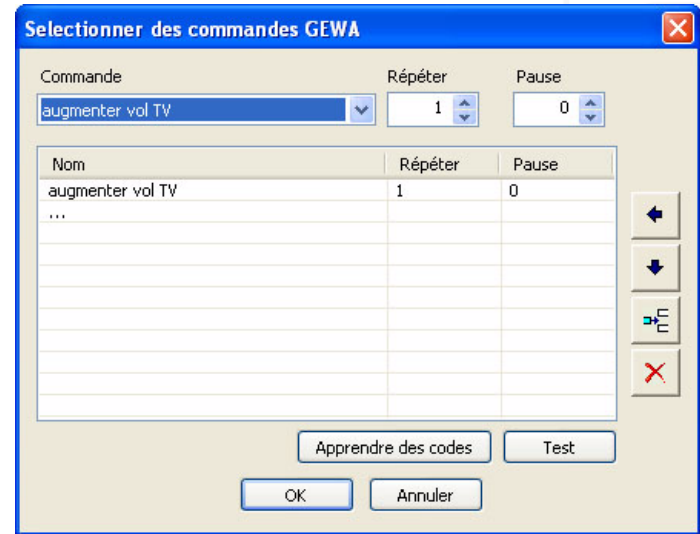 Selectionner des commandes GEWA
Commande Répéter Pause
augmenter vol TV 1 0
Nom Répéter Pause
augmenter vol TV 1 0
...
Apprendre des codes Test
OK Annuler